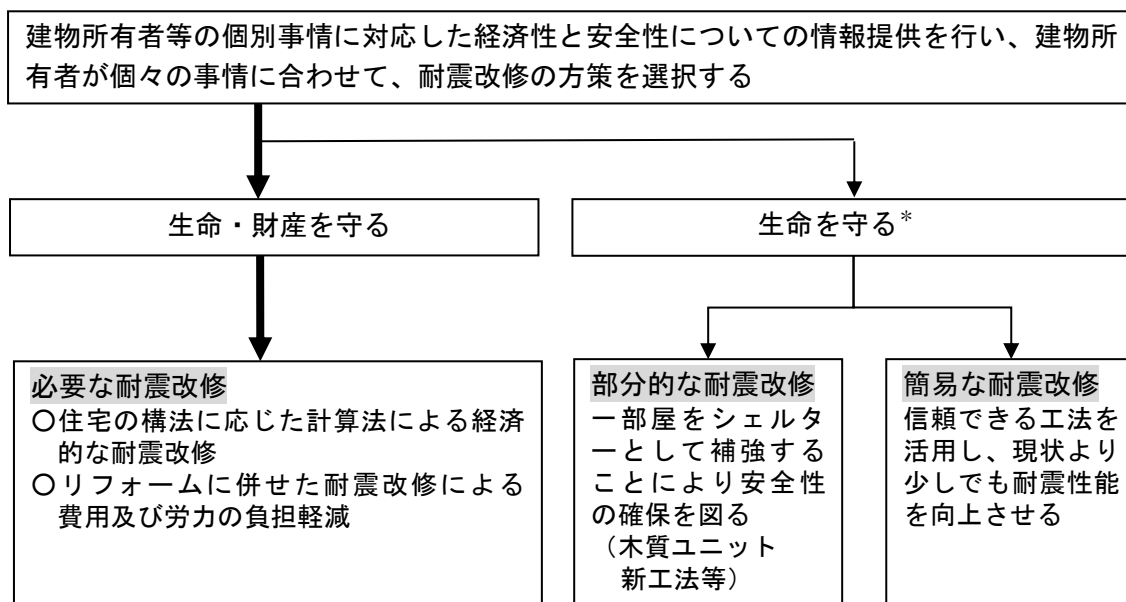 建物所有者等の個別事情に対応した経済性と安全性についての情報提供を行い、建物所
有者が個々の事情に合わせて、耐震改修の方策を選択する
生命・財産を守る
生命を守る*
必要な耐震改修
○住宅の構法に応じた計算法による経済
的な耐震改修
○リフォームに併せた耐震改修による
費用及び労力の負担軽減
部分的な耐震改修
一部屋をシェルタ
ーとして補強する
ことにより安全性
の確保を図る
（木質ユニット
新工法等）
簡易な耐震改修
信頼できる工法を
活用し、現状より
少しでも耐震性能
を向上させる